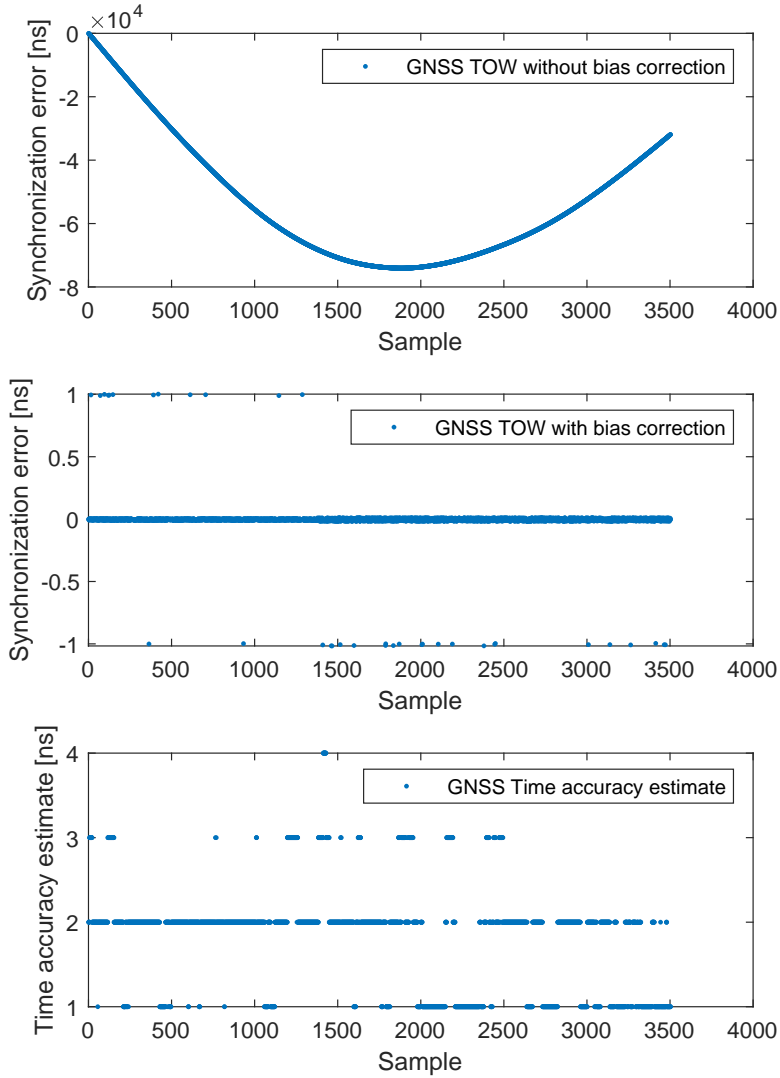 ×10⁴
Synchronization error [ns]
0
-2
-4
-6
-8
GNSS TOW without bias correction
0 500 1000 1500 2000 2500 3000 3500 4000
Sample
Synchronization error [ns]
1
0.5
0
-0.5
-1
GNSS TOW with bias correction
0 500 1000 1500 2000 2500 3000 3500 4000
Sample
Time accuracy estimate [ns]
4
3
2
1
GNSS Time accuracy estimate
0 500 1000 1500 2000 2500 3000 3500 4000
Sample